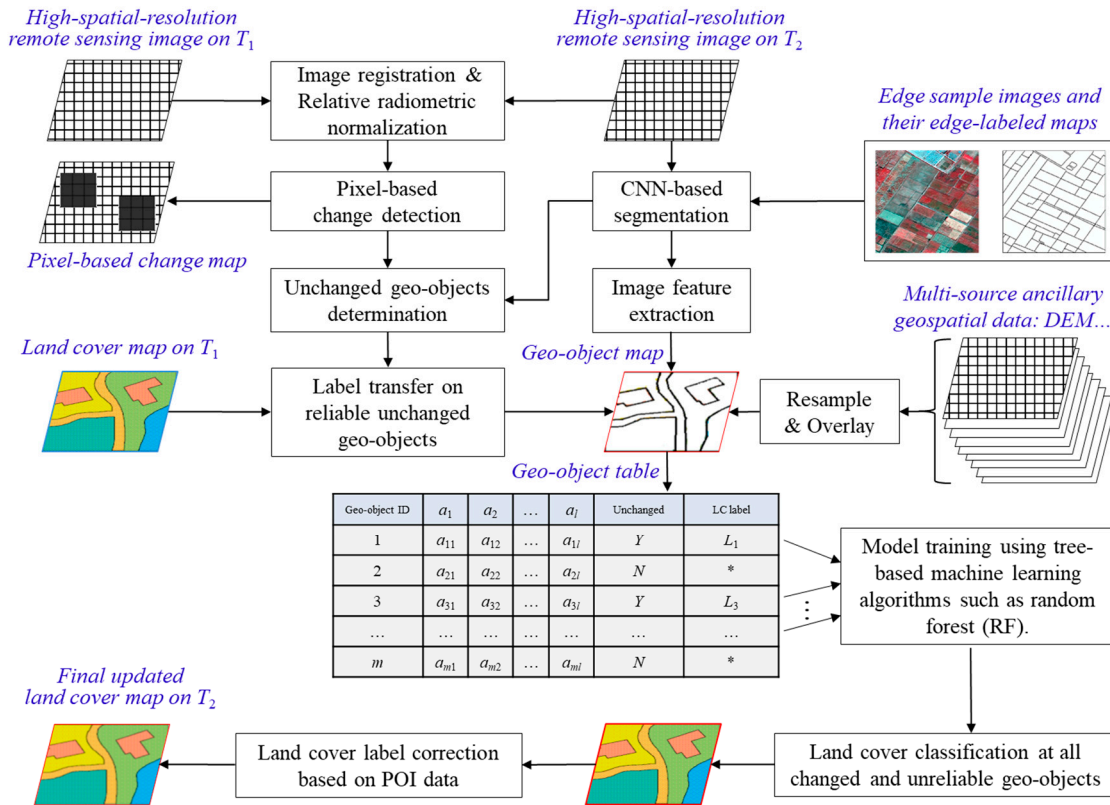 High-spatial-resolution
remote sensing image on T1
High-spatial-resolution
remote sensing image on T2
Image registration &
Relative radiometric
normalization
Edge sample images and
their edge-labeled maps
Pixel-based
change detection
CNN-based
segmentation
Pixel-based change map
Unchanged geo-objects
determination
Image feature
extraction
Multi-source ancillary
geospatial data: DEM...
Land cover map on T1
Geo-object map
Label transfer on
reliable unchanged
geo-objects
Resample
& Overlay
Geo-object table
Geo-object ID a1 a2 … al Unchanged LC label
1 a11 a12 … a1l Y L1
2 a21 a22 … a2l N *
3 a31 a32 … a3l Y L3
… … … … … … …
m am1 am2 … aml N *
Model training using tree-
based machine learning
algorithms such as random
forest (RF).
Final updated
land cover map on T2
Land cover label correction
based on POI data
Land cover classification at all
changed and unreliable geo-objects